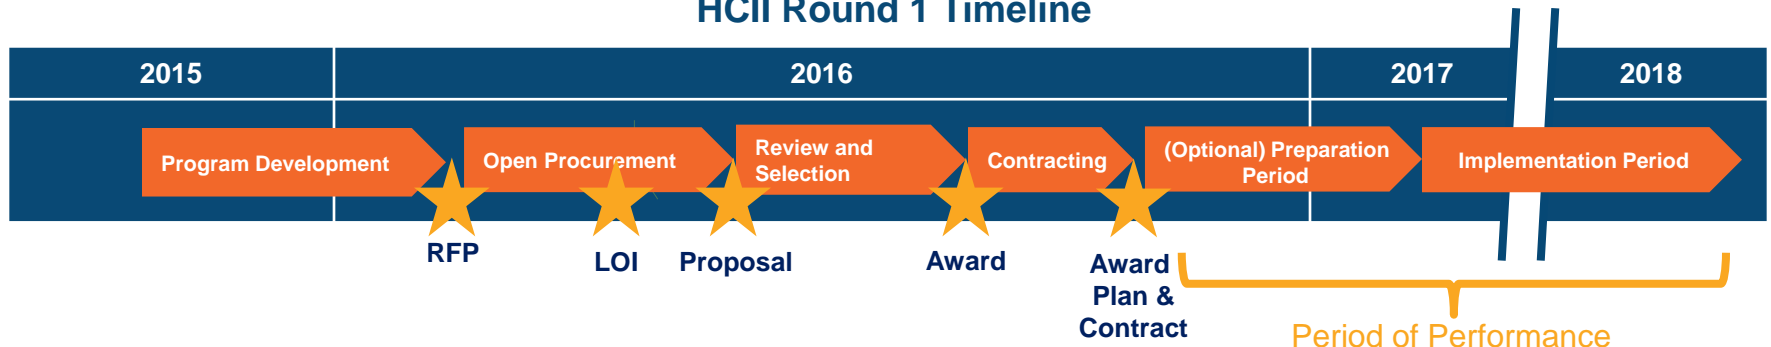 HCII Round 1 Timeline
2015
2016
2017
2018
Program Development
Open Procurement
Review and
Selection
Contracting
(Optional) Preparation
Period
Implementation Period
RFP
LOI
Proposal
Award
Award
Plan &
Contract
Period of Performance